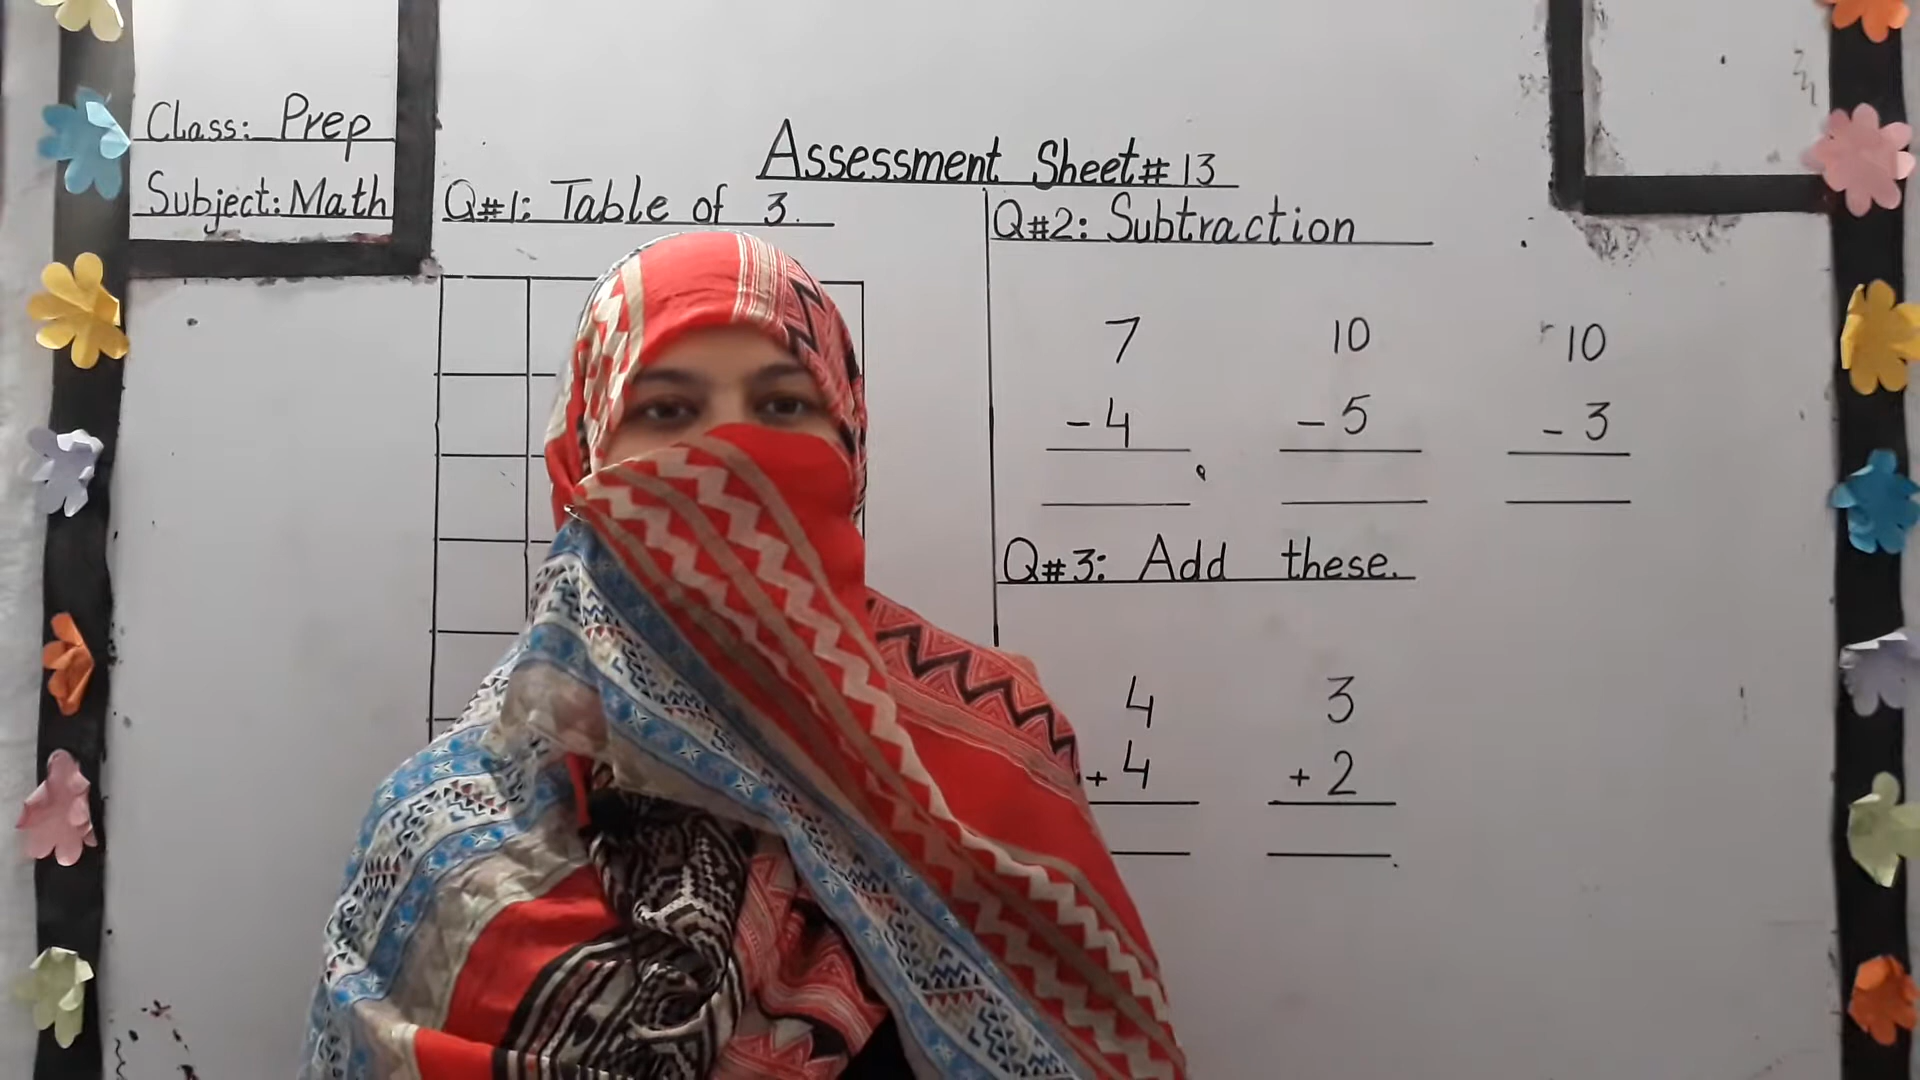 Class: Prep
Subject: Math
Assessment Sheet # 13
Q#1: Table of 3.
Q#2: Subtraction
7 10 10
- 4 - 5 - 3
Q#3: Add these.
4 3
+ 4 + 2